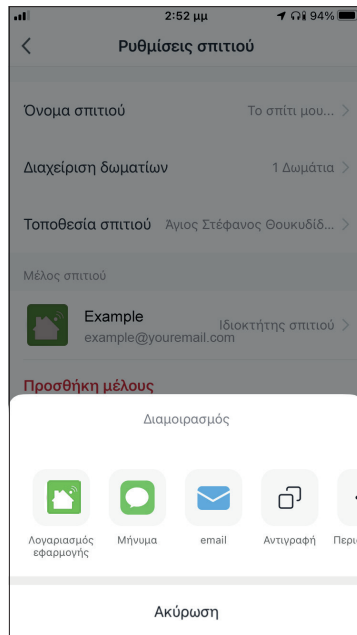 2:52 μμ 94%
Ρυθμίσεις σπιτιού
Όνομα σπιτιού Το σπίτι μου...
Διαχείριση δωματίων 1 Δωμάτια
Τοποθεσία σπιτιού Άγιος Στέφανος Θουκυδίδ...
Μέλος σπιτιού
Example
Ιδιοκτήτης σπιτιού
example@youremail.com
Προσθήκη μέλους
Διαμοιρασμός
Λογαριασμός εφαρμογής
Μήνυμα
email
Αντιγραφή
Ακύρωση